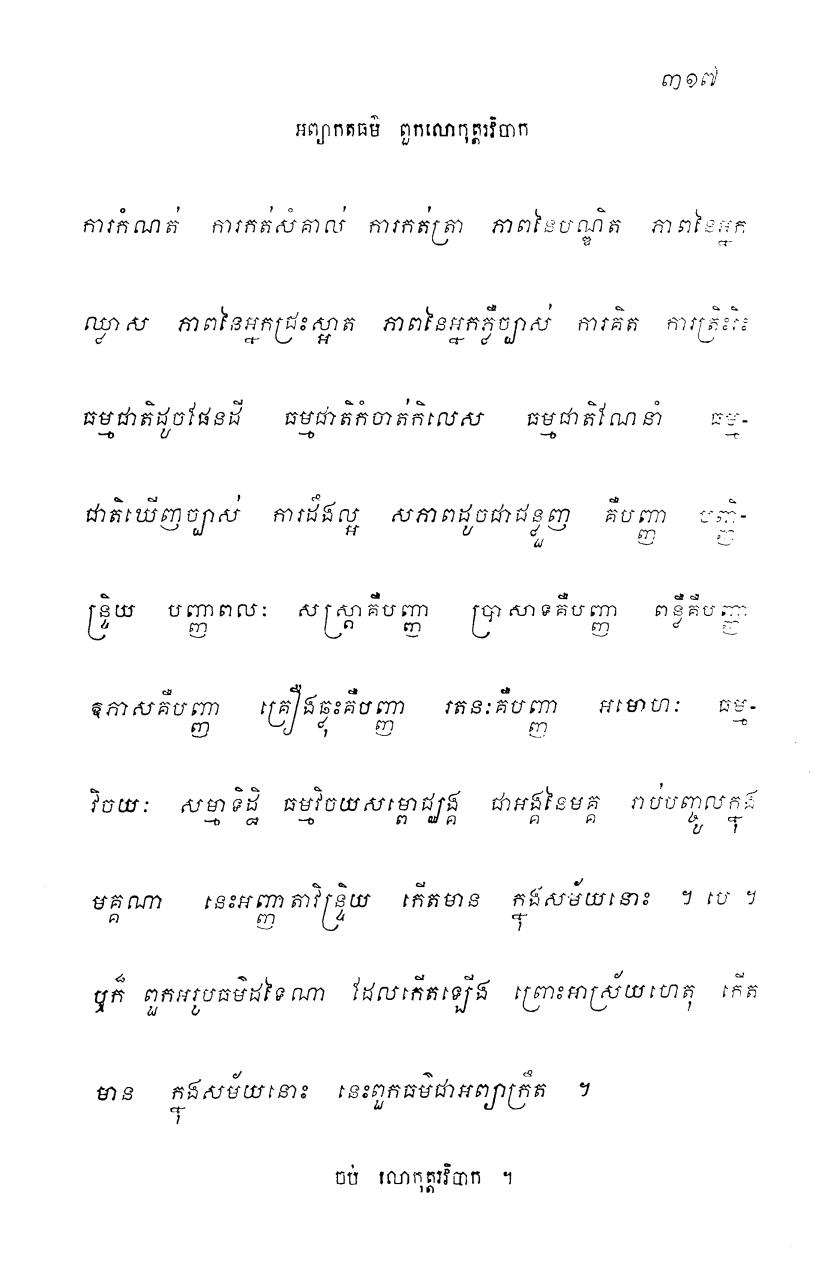 ៣១៧
អព្យាកតធម៌ ពួកលោកុត្តរវិបាក
ការកំណត់ ការកត់សំគាល់ ការកត់ត្រា ភាពនៃបណ្ឌិត ភាពនៃអ្នក
ឈ្លាស ភាពនៃអ្នកជ្រះស្អាត ភាពនៃអ្នកភ្លឺច្បាស់ ការគិត ការត្រិះរិះ
ធម្មជាតិដូចផែនដី ធម្មជាតិកំចាត់កិលេស ធម្មជាតិណែនាំ ធម្ម-
ជាតិឃើញច្បាស់ ការដឹងល្អ សភាពដូចជាជន្លួញ គឺបញ្ញា បញ្ញិ-
ន្ទ្រិយ បញ្ញាពលៈ សស្ត្រាគឺបញ្ញា ប្រាសាទគឺបញ្ញា ពន្លឺគឺបញ្ញា
ឱភាសគឺបញ្ញា គ្រឿងធ្លុះគឺបញ្ញា រតនៈគឺបញ្ញា អមោហៈ ធម្ម-
វិចយៈ សម្មាទិដ្ឋិ ធម្មវិចយសម្ពោជ្ឈង្គ ជាអង្គនៃមគ្គ រាប់បញ្ចូលក្នុង
មគ្គណា នេះអញ្ញាតាវិន្ទ្រិយ កើតមាន ក្នុងសម័យនោះ ។ បេ ។
ឬក៏ ពួកអរូបធម៌ដទៃណា ដែលកើតឡើង ព្រោះអាស្រ័យហេតុ កើត
មាន ក្នុងសម័យនោះ នេះពួកធម៌ជាអព្យាក្រឹត ។
ចប់ លោកុត្តរវិបាក ។